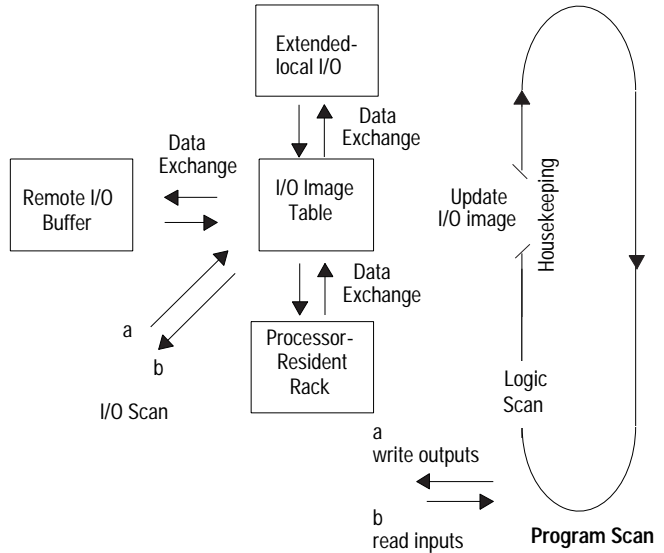 Extended-
local I/O
Data
Exchange
Data
Exchange
Remote I/O
Buffer
I/O Image
Table
Update
I/O image
Housekeeping
Data
Exchange
a
b
I/O Scan
Processor-
Resident
Rack
Logic
Scan
a
write outputs
b
read inputs
Program Scan